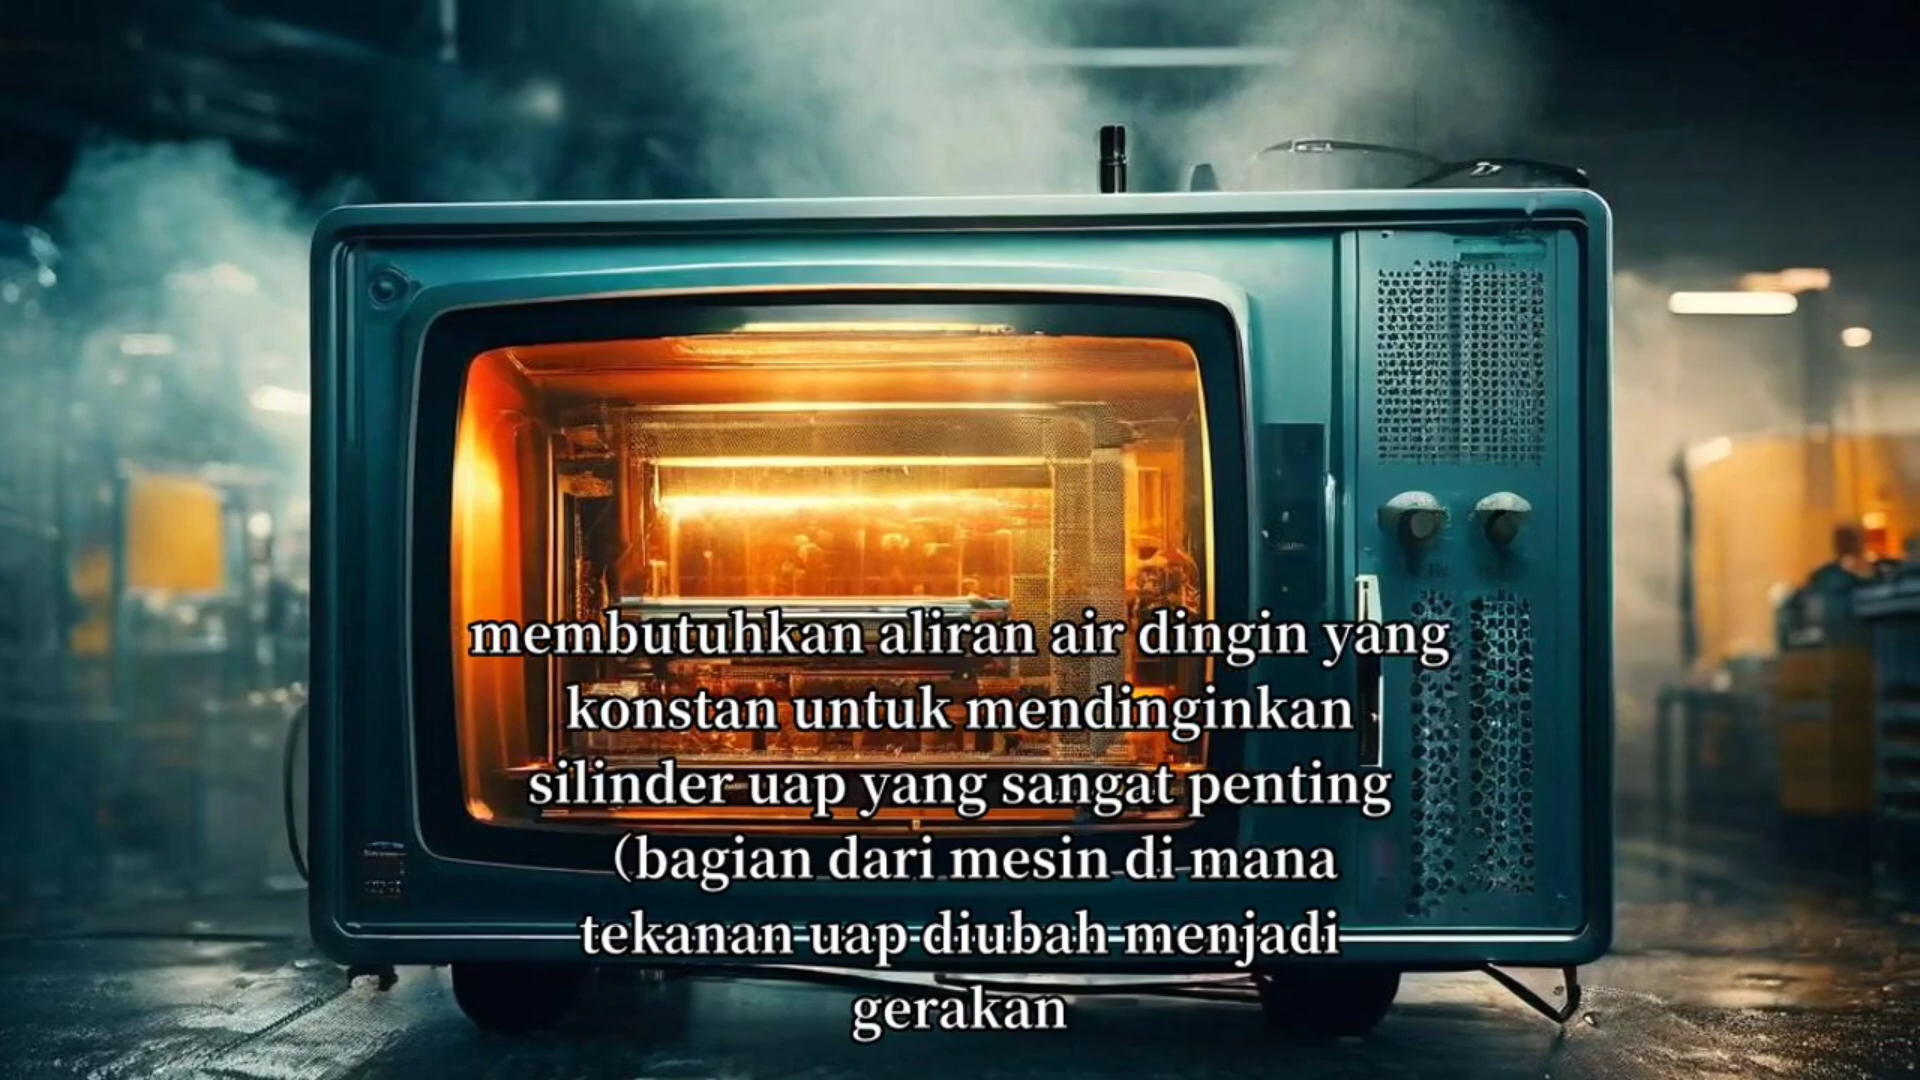 membutuhkan aliran air dingin yang
konstan untuk mendinginkan
silinder uap yang sangat penting
(bagian dari mesin di mana
tekanan uap diubah menjadi
gerakan